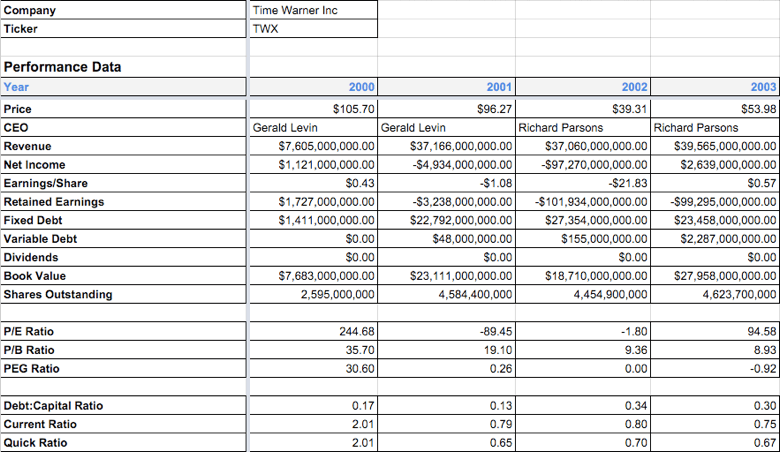 Company Time Warner Inc
Ticker TWX
Performance Data
Year 2000 2001 2002 2003
Price $105.70 $96.27 $39.31 $53.98
CEO Gerald Levin Gerald Levin Richard Parsons Richard Parsons
Revenue $7,605,000,000.00 $37,166,000,000.00 $37,060,000,000.00 $39,565,000,000.00
Net Income $1,121,000,000.00 -$4,934,000,000.00 -$97,270,000,000.00 $2,639,000,000.00
Earnings/Share $0.43 -$1.08 -$21.83 $0.57
Retained Earnings $1,727,000,000.00 -$3,238,000,000.00 -$101,934,000,000.00 -$99,295,000,000.00
Fixed Debt $1,411,000,000.00 $22,792,000,000.00 $27,354,000,000.00 $23,458,000,000.00
Variable Debt $0.00 $48,000,000.00 $155,000,000.00 $2,287,000,000.00
Dividends $0.00 $0.00 $0.00 $0.00
Book Value $7,683,000,000.00 $23,111,000,000.00 $18,710,000,000.00 $27,958,000,000.00
Shares Outstanding 2,595,000,000 4,584,400,000 4,454,900,000 4,623,700,000
P/E Ratio 244.68 -89.45 -1.80 94.58
P/B Ratio 35.70 19.10 9.36 8.93
PEG Ratio 30.60 0.26 0.00 -0.92
Debt:Capital Ratio 0.17 0.13 0.34 0.30
Current Ratio 2.01 0.79 0.80 0.75
Quick Ratio 2.01 0.65 0.70 0.67